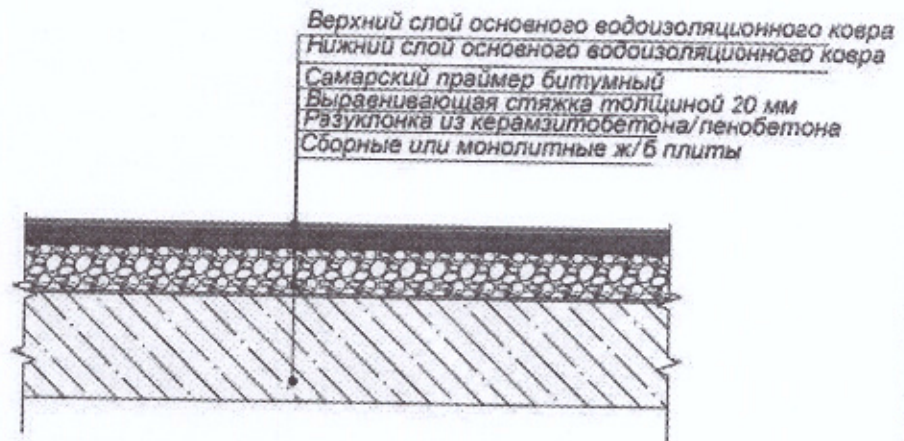 Верхний слой основного водоизоляционного ковра
Нижний слой основного водоизоляционного ковра
Самарский праймер битумный
Выравнивающая стяжка толщиной 20 мм
Разуклонка из керамзитобетона/пенобетона
Сборные или монолитные ж/б плиты